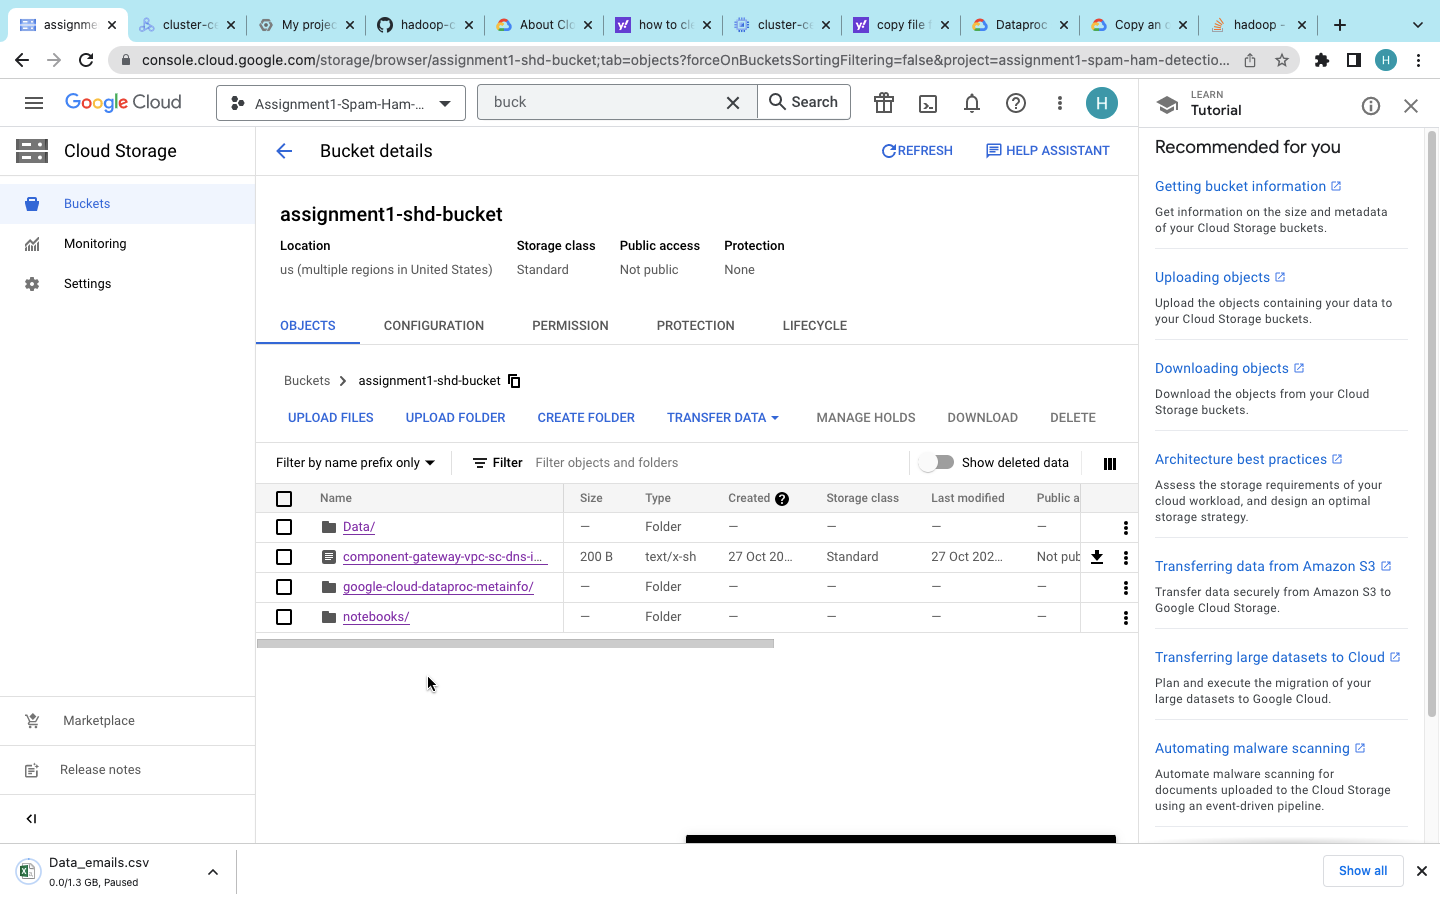 assignme
cluster-ce
My projec
hadoop-c
About Clo
how to cle
cluster-ce
copy file f
Dataproc
Copy an o
hadoop -
console.cloud.google.com/storage/browser/assignment1-shd-bucket;tab=objects?forceOnBucketsSortingFiltering=false&project=assignment1-spam-ham-detectio...
H
Google Cloud
Assignment1-Spam-Ham-...
buck
Search
H
LEARN
Tutorial
Cloud Storage
Bucket details
REFRESH
HELP ASSISTANT
Buckets
Monitoring
Settings
Marketplace
Release notes
assignment1-shd-bucket
Location Storage class Public access Protection
us (multiple regions in United States) Standard Not public None
OBJECTS CONFIGURATION PERMISSION PROTECTION LIFECYCLE
Buckets > assignment1-shd-bucket
UPLOAD FILES UPLOAD FOLDER CREATE FOLDER TRANSFER DATA MANAGE HOLDS DOWNLOAD DELETE
Filter by name prefix only Filter Filter objects and folders Show deleted data
Name Size Type Created Storage class Last modified Public a
Data/ — Folder — — — —
component-gateway-vpc-sc-dns-i... 200 B text/x-sh 27 Oct 20... Standard 27 Oct 202... Not pub
google-cloud-dataproc-metainfo/ — Folder — — — —
notebooks/ — Folder — — — —
Recommended for you
Getting bucket information
Get information on the size and metadata
of your Cloud Storage buckets.
Uploading objects
Upload the objects containing your data to
your Cloud Storage buckets.
Downloading objects
Download the objects from your Cloud
Storage buckets.
Architecture best practices
Assess the storage requirements of your
cloud workload, and design an optimal
storage strategy.
Transferring data from Amazon S3
Transfer data securely from Amazon S3 to
Google Cloud Storage.
Transferring large datasets to Cloud
Plan and execute the migration of your
large datasets to Google Cloud.
Automating malware scanning
Automate malware scanning for
documents uploaded to the Cloud Storage
using an event-driven pipeline.
Data_emails.csv
0.0/1.3 GB, Paused
Show all